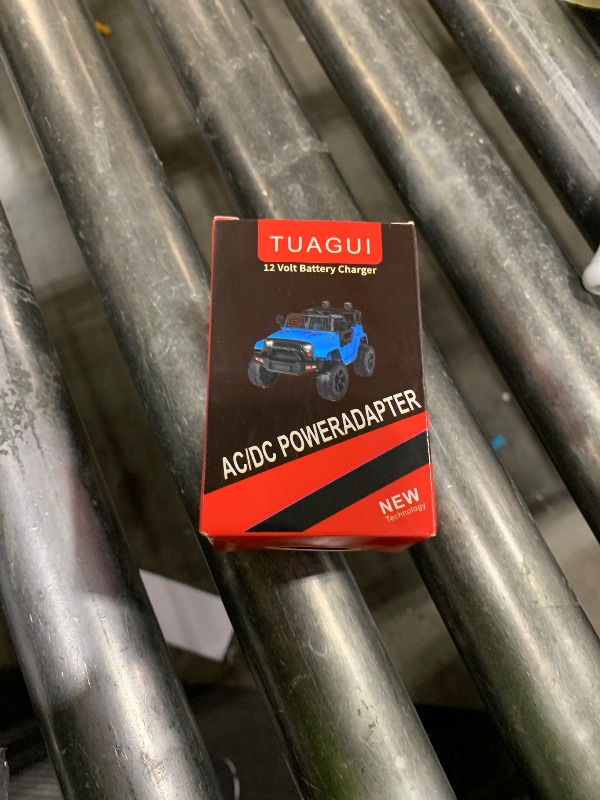 TUAGUI
12 Volt Battery Charger
AC/DC POWERADAPTER
NEW
Technology